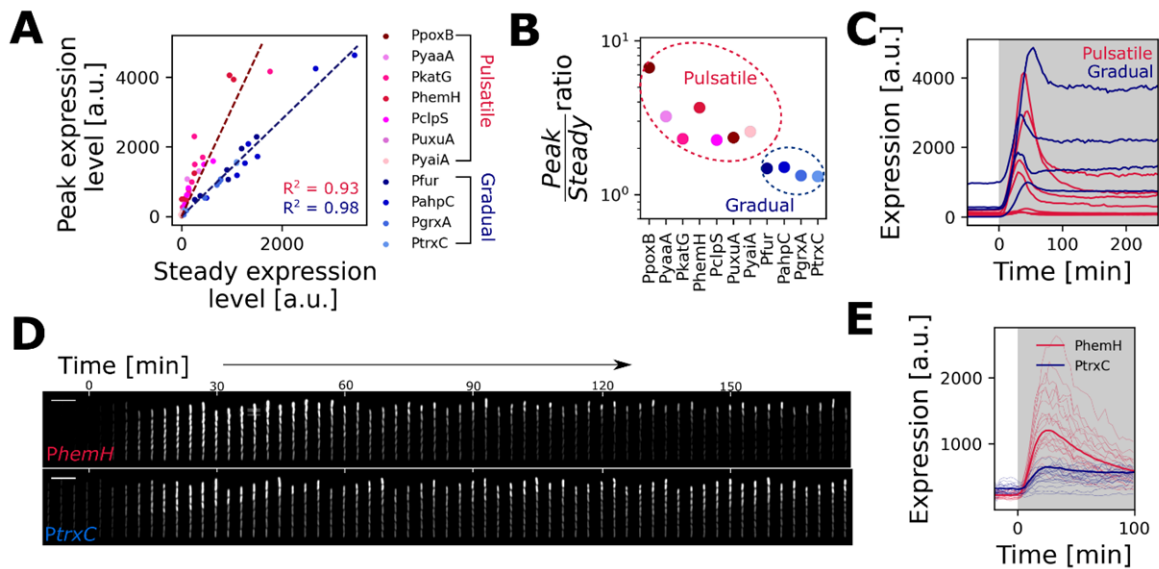 A
Peak expression
level [a.u.]
4000
2000
0
0
2000
Steady expression
level [a.u.]
R² = 0.93
R² = 0.98
PpoxB
PyaaA
PkatG
PhemH
PclpS
PuxuA
PyaiA
Pfur
PahpC
PgrxA
PtrxC
Pulsatile
Gradual
B
Peak
Steady
ratio
10¹
10⁰
Pulsatile
Gradual
PpoxB
PyaaA
PkatG
PhemH
PclpS
PuxuA
PyaiA
Pfur
PahpC
PgrxA
PtrxC
C
Expression [a.u.]
5000
4000
3000
2000
1000
0
Pulsatile
Gradual
0
100
200
Time [min]
D
Time [min]
0
30
60
90
120
150
PhemH
PtrxC
E
Expression [a.u.]
2000
1000
PhemH
PtrxC
0
100
Time [min]